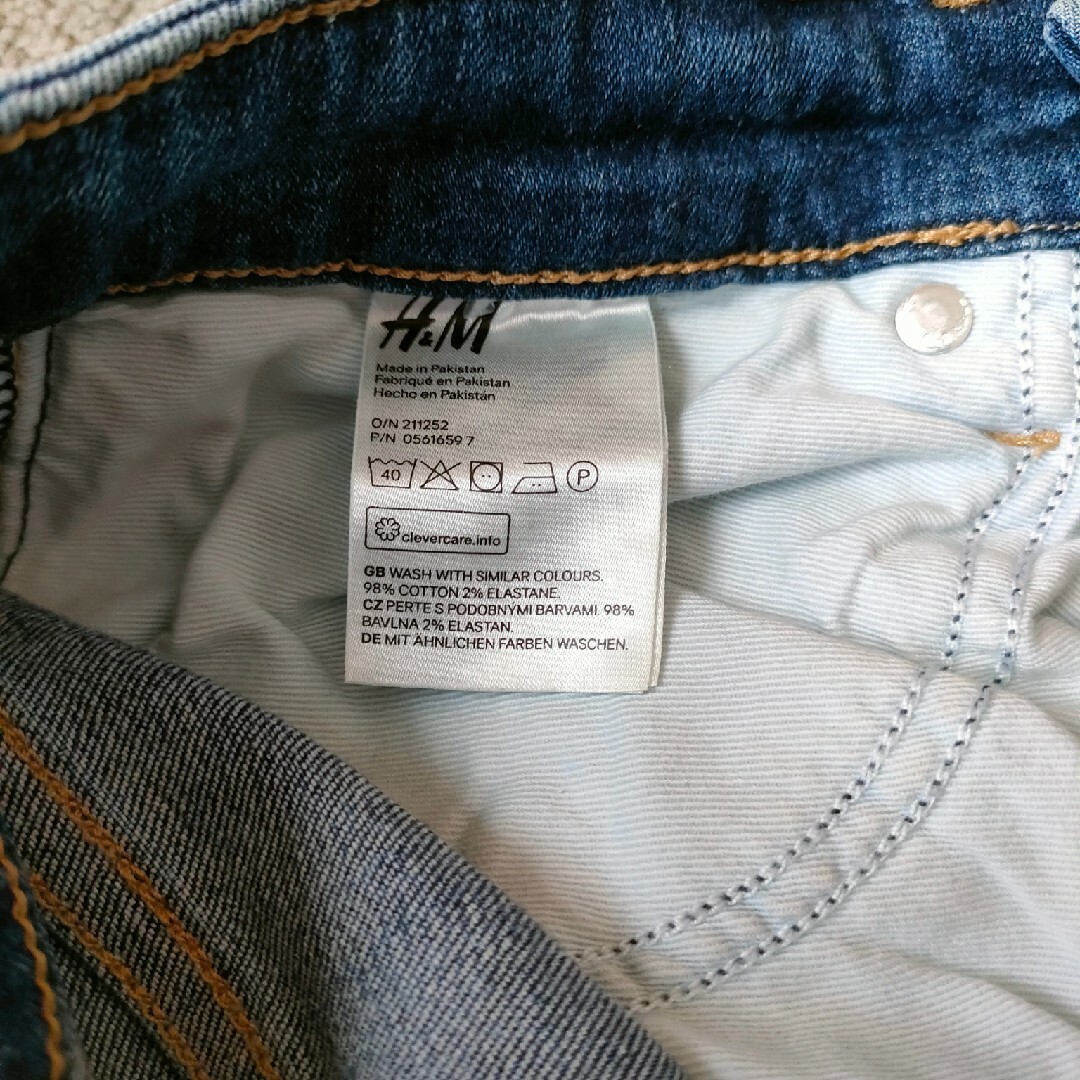 H&M
Made in Pakistan
Fabriqué en Pakistan
Hecho en Pakistán
O/N 211252
P/N 0561659 7
40 P
clevercare.info
GB WASH WITH SIMILAR COLOURS.
98% COTTON 2% ELASTANE.
CZ PERTE S PODOBNYMI BARVAMI. 98%
BAVLNA 2% ELASTAN.
DE MIT ÄHNLICHEN FARBEN WASCHEN.